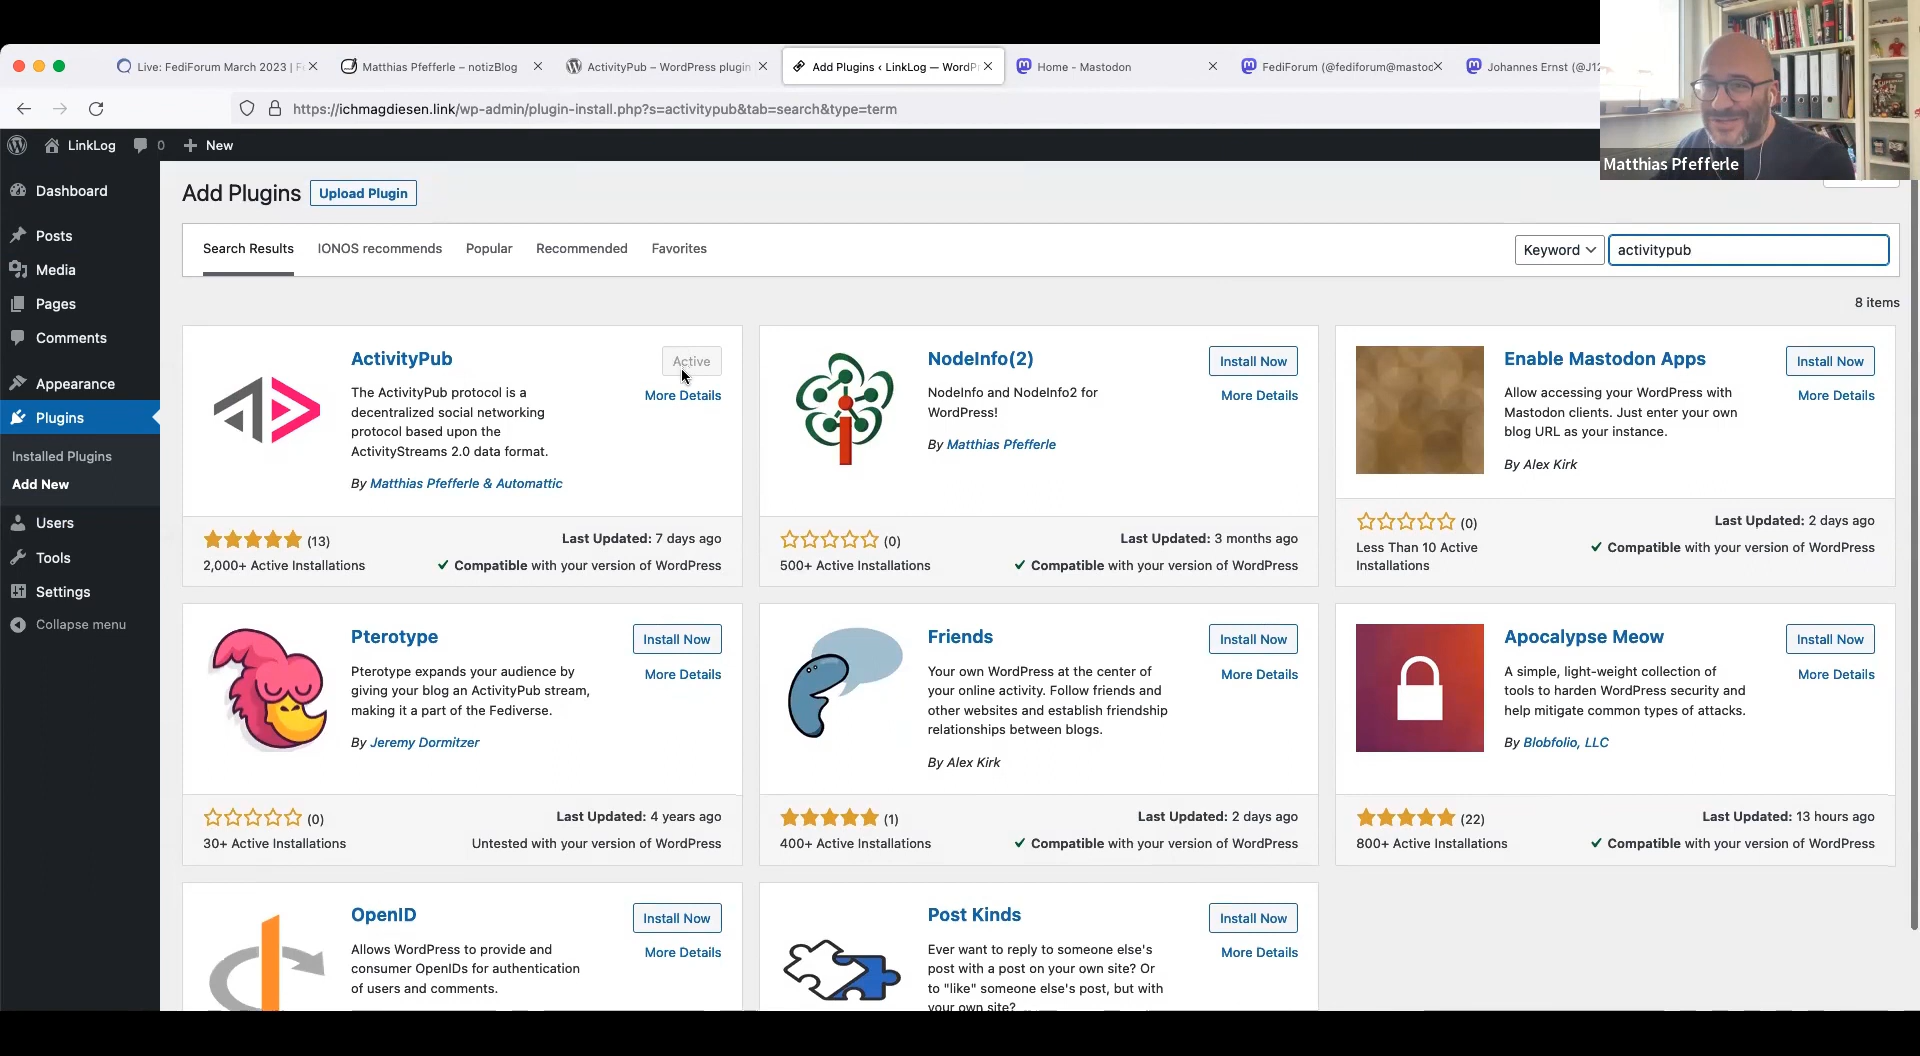 Live: FediForum March 2023 | F
Matthias Pfefferle – notizBlog
ActivityPub – WordPress plugin
Add Plugins ‹ LinkLog — WordP
Home - Mastodon
FediForum (@fediforum@mastoc
Johannes Ernst (@J12
https://ichmagdiesen.link/wp-admin/plugin-install.php?s=activitypub&tab=search&type=term
LinkLog
0
New
Matthias Pfefferle
Dashboard
Posts
Media
Pages
Comments
Appearance
Plugins
Installed Plugins
Add New
Users
Tools
Settings
Collapse menu
Add Plugins
Upload Plugin
Search Results
IONOS recommends
Popular
Recommended
Favorites
Keyword
activitypub
8 items
ActivityPub
Active
More Details
The ActivityPub protocol is a
decentralized social networking
protocol based upon the
ActivityStreams 2.0 data format.
By Matthias Pfefferle & Automattic
(13)
Last Updated: 7 days ago
2,000+ Active Installations
Compatible with your version of WordPress
NodeInfo(2)
Install Now
More Details
NodeInfo and NodeInfo2 for
WordPress!
By Matthias Pfefferle
(0)
Last Updated: 3 months ago
500+ Active Installations
Compatible with your version of WordPress
Enable Mastodon Apps
Install Now
More Details
Allow accessing your WordPress with
Mastodon clients. Just enter your own
blog URL as your instance.
By Alex Kirk
(0)
Last Updated: 2 days ago
Less Than 10 Active
Installations
Compatible with your version of WordPress
Pterotype
Install Now
More Details
Pterotype expands your audience by
giving your blog an ActivityPub stream,
making it a part of the Fediverse.
By Jeremy Dormitzer
(0)
Last Updated: 4 years ago
30+ Active Installations
Untested with your version of WordPress
Friends
Install Now
More Details
Your own WordPress at the center of
your online activity. Follow friends and
other websites and establish friendship
relationships between blogs.
By Alex Kirk
(1)
Last Updated: 2 days ago
400+ Active Installations
Compatible with your version of WordPress
Apocalypse Meow
Install Now
More Details
A simple, light-weight collection of
tools to harden WordPress security and
help mitigate common types of attacks.
By Blobfolio, LLC
(22)
Last Updated: 13 hours ago
800+ Active Installations
Compatible with your version of WordPress
OpenID
Install Now
More Details
Allows WordPress to provide and
consumer OpenIDs for authentication
of users and comments.
Post Kinds
Install Now
More Details
Ever want to reply to someone else's
post with a post on your own site? Or
to "like" someone else's post, but with
your own site?